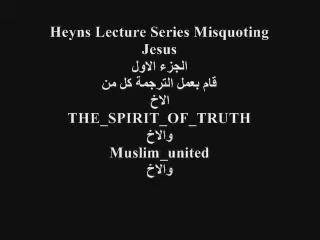 Heyns Lecture Series Misquoting
Jesus
الجزء الاول
قام بعمل الترجمة كل من
الاخ
THE_SPIRIT_OF_TRUTH
والاخ
Muslim_united
والاخ